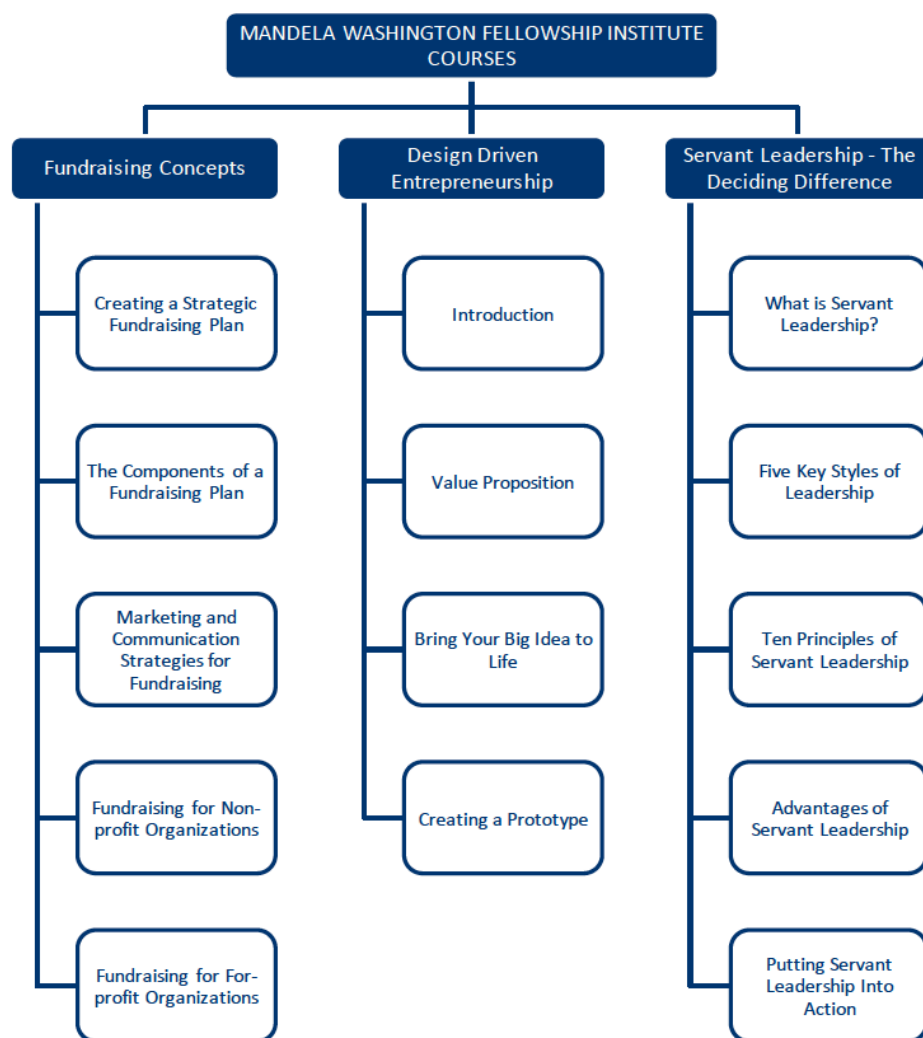 MANDELA WASHINGTON FELLOWSHIP INSTITUTE
COURSES
Fundraising Concepts
Creating a Strategic
Fundraising Plan
The Components of a
Fundraising Plan
Marketing and
Communication
Strategies for
Fundraising
Fundraising for Non-
profit Organizations
Fundraising for For-
profit Organizations
Design Driven
Entrepreneurship
Introduction
Value Proposition
Bring Your Big Idea to
Life
Creating a Prototype
Servant Leadership - The
Deciding Difference
What is Servant
Leadership?
Five Key Styles of
Leadership
Ten Principles of
Servant Leadership
Advantages of
Servant Leadership
Putting Servant
Leadership Into
Action